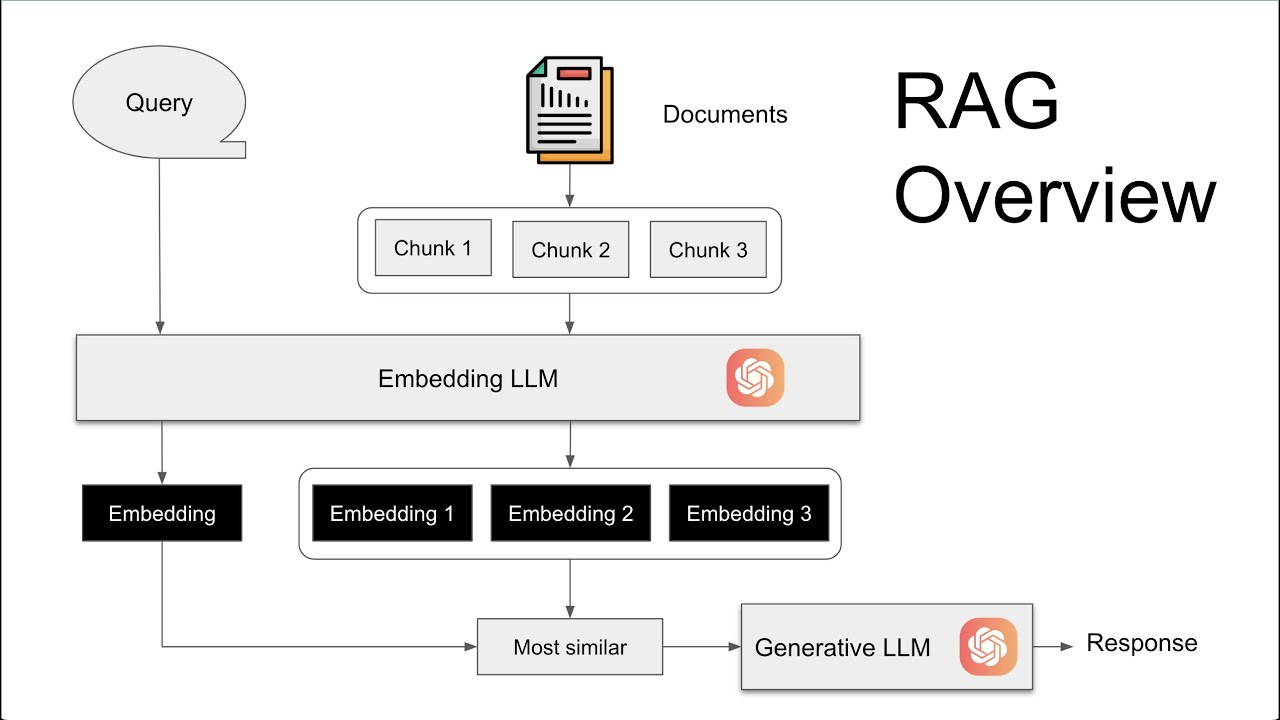 Query
Documents
RAG
Overview
Chunk 1
Chunk 2
Chunk 3
Embedding LLM
Embedding
Embedding 1
Embedding 2
Embedding 3
Most similar
Generative LLM
Response